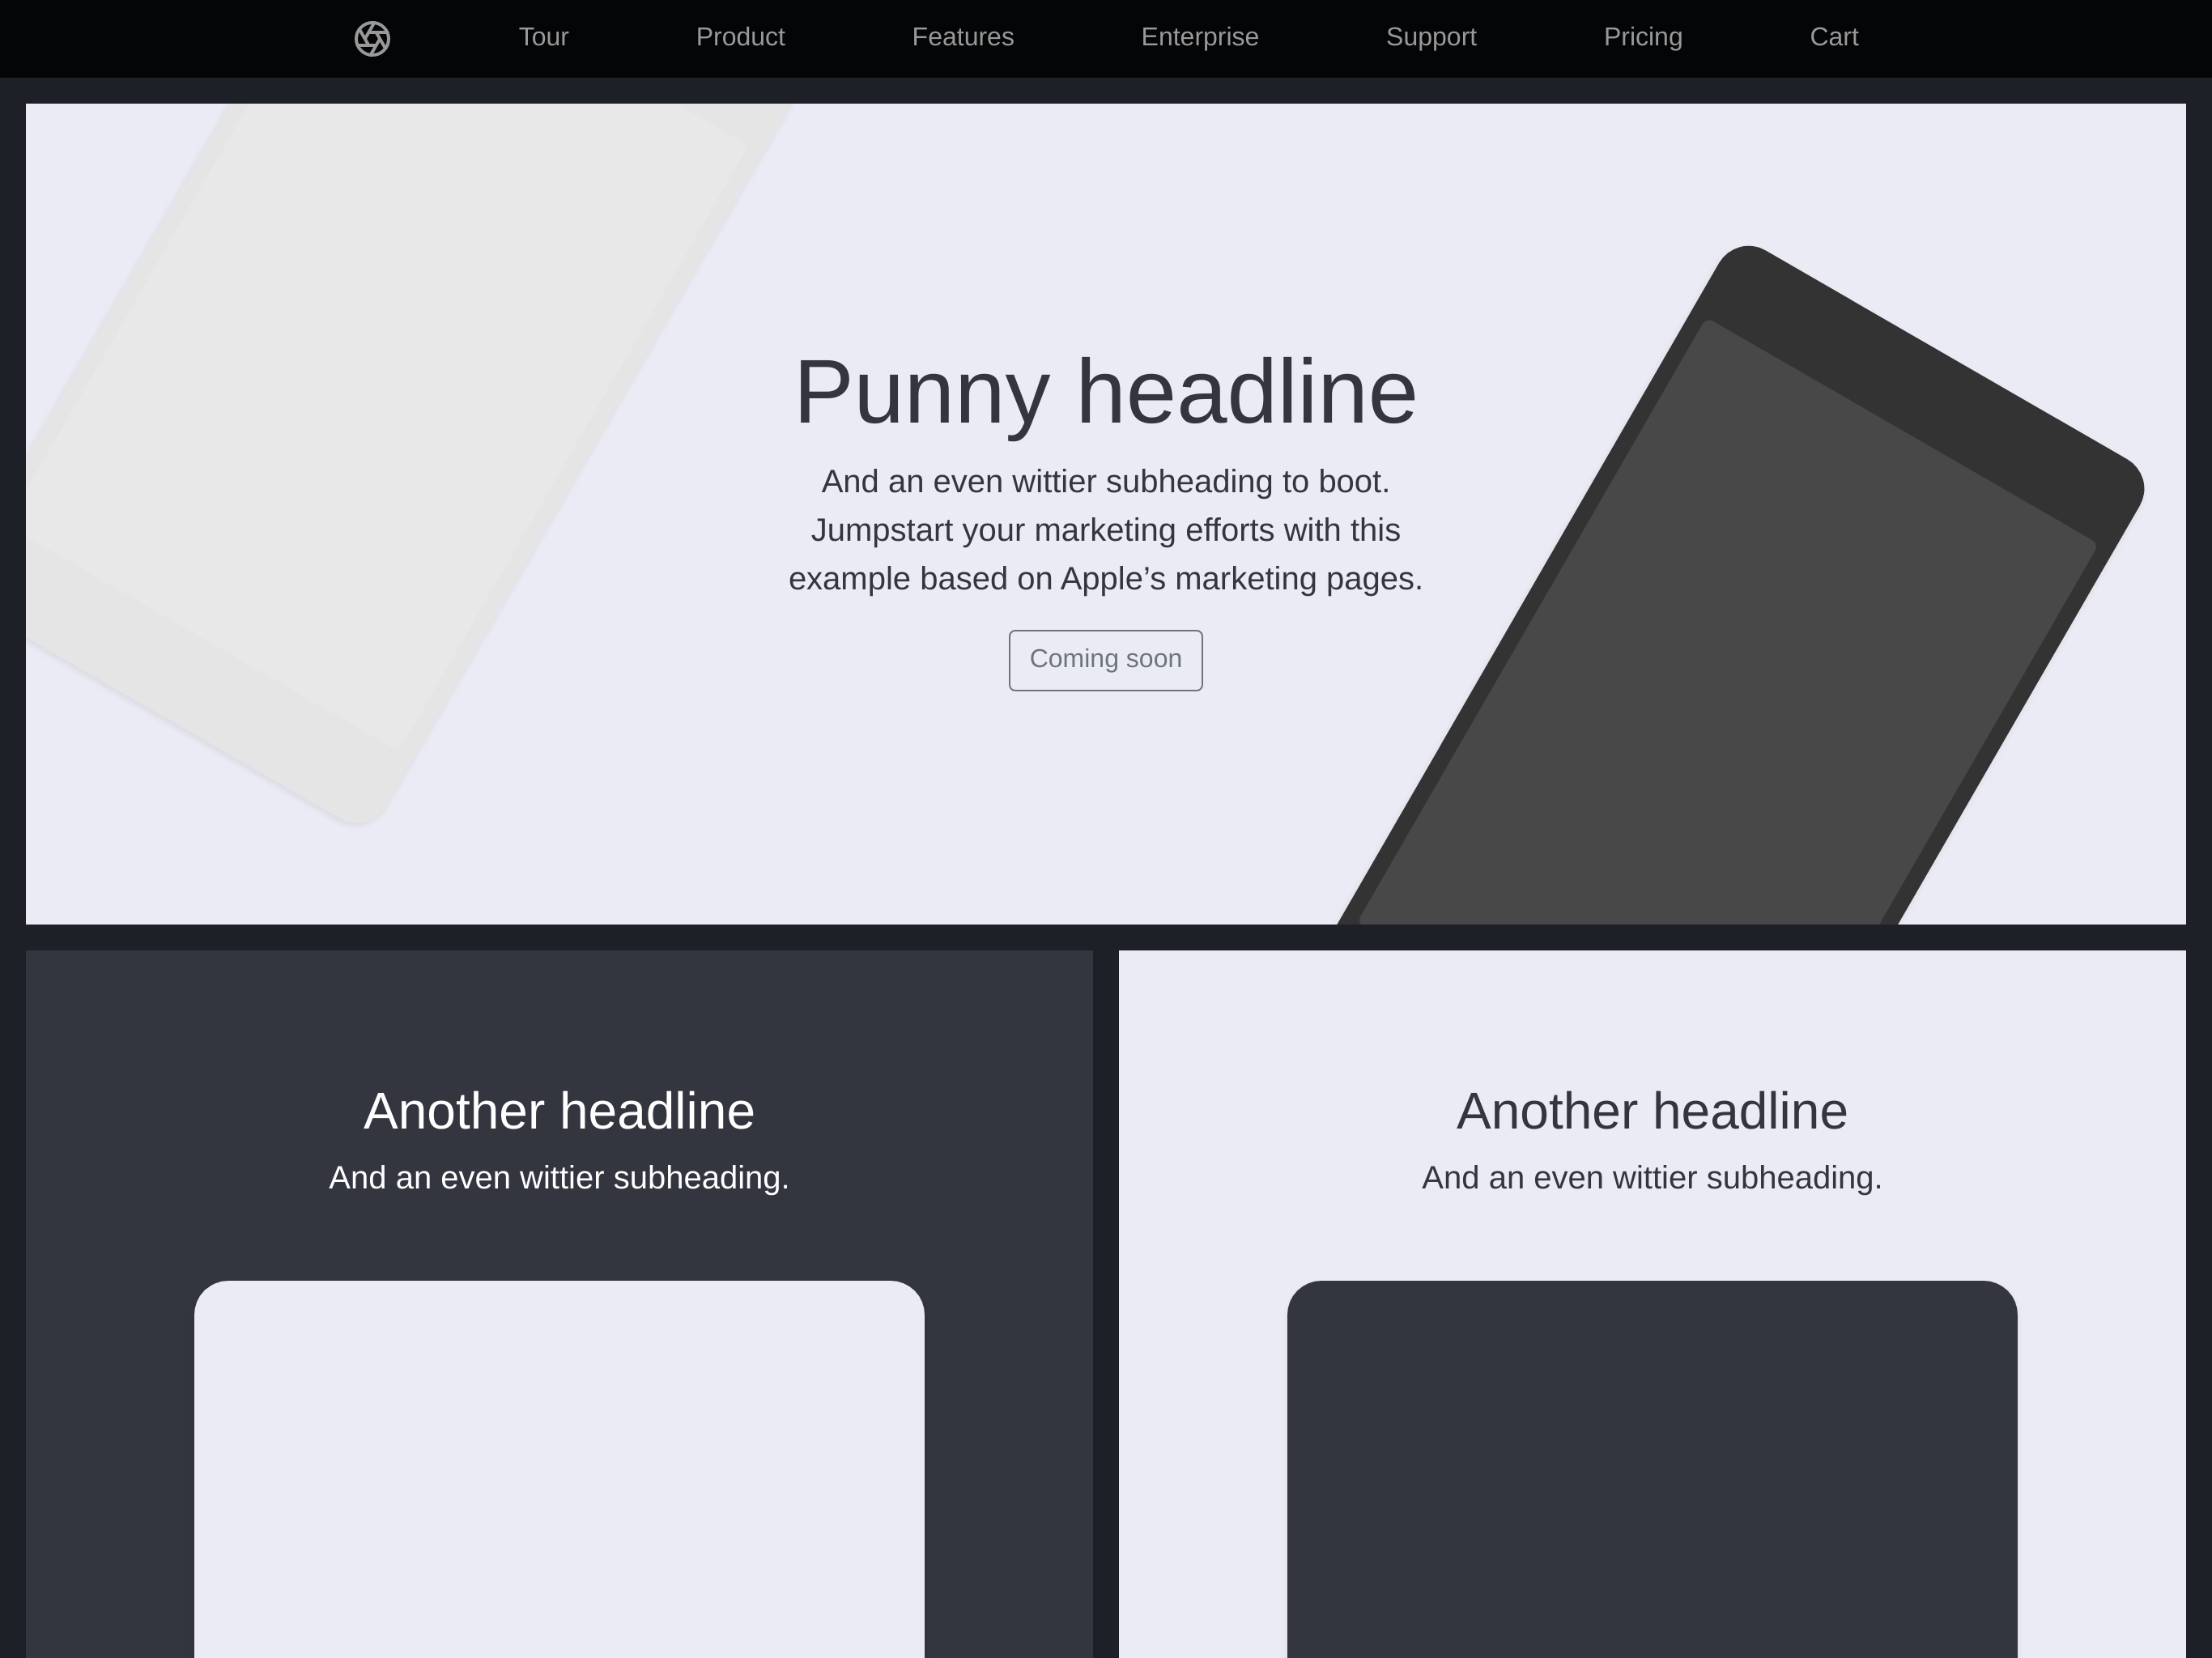 Tour Product Features Enterprise Support Pricing Cart
Punny headline
And an even wittier subheading to boot.
Jumpstart your marketing efforts with this
example based on Apple’s marketing pages.
Coming soon
Another headline
And an even wittier subheading.
Another headline
And an even wittier subheading.